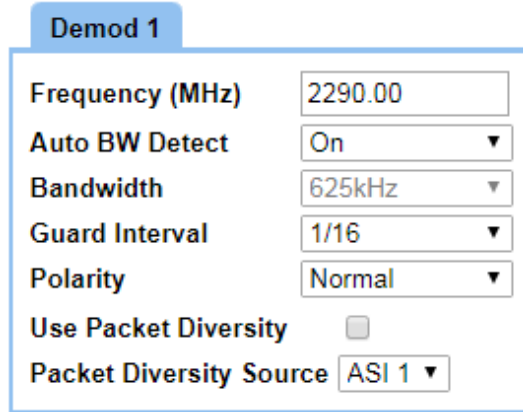 Demod 1
Frequency (MHz) 2290.00
Auto BW Detect On
Bandwidth 625kHz
Guard Interval 1/16
Polarity Normal
Use Packet Diversity
Packet Diversity Source ASI 1